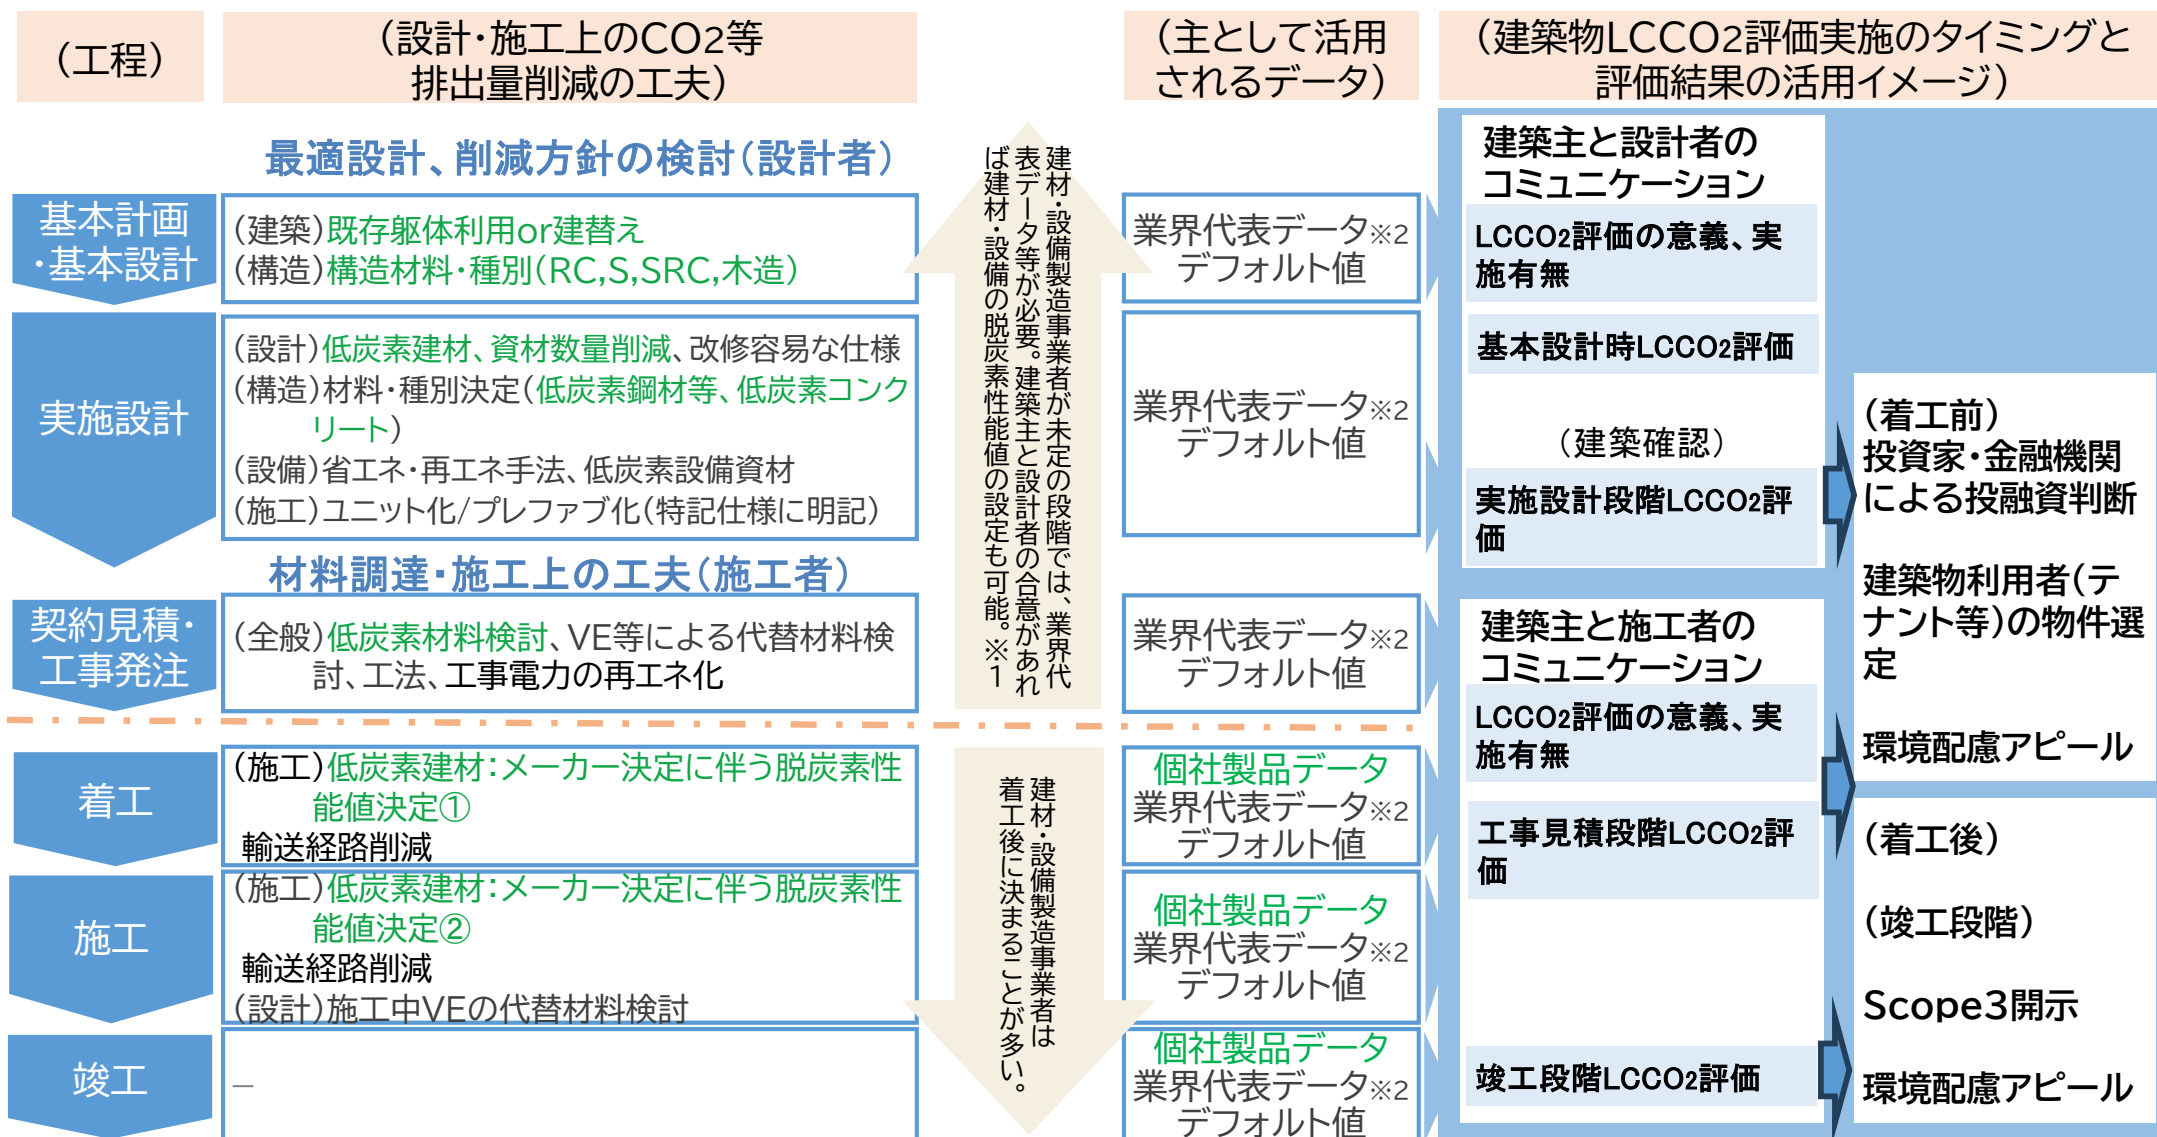 （工程）
（設計・施工上のCO2等
排出量削減の工夫）
（主として活用
されるデータ）
（建築物LCCO2評価実施のタイミングと
評価結果の活用イメージ）
最適設計、削減方針の検討（設計者）
基本計画
・基本設計
（建築）既存躯体利用or建替え
（構造）構造材料・種別（RC,S,SRC,木造）
実施設計
（設計）低炭素建材、資材数量削減、改修容易な仕様
（構造）材料・種別決定（低炭素鋼材等、低炭素コンク
リート）
（設備）省エネ・再エネ手法、低炭素設備資材
（施工）ユニット化/プレファブ化（特記仕様に明記）
材料調達・施工上の工夫（施工者）
契約見積・
工事発注
（全般）低炭素材料検討、VE等による代替材料検
討、工法、工事電力の再エネ化
着工
（施工）低炭素建材：メーカー決定に伴う脱炭素性
能値決定①
輸送経路削減
施工
（施工）低炭素建材：メーカー決定に伴う脱炭素性
能値決定②
輸送経路削減
（設計）施工中VEの代替材料検討
竣工
－
建材・設備製造事業者が未定の段階では、業界代
表データ等が必要。建築主と設計者の合意があれ
ば建材・設備の脱炭素性能値の設定も可能。※1
建材・設備製造事業者は
着工後に決まることが多い。
業界代表データ※2
デフォルト値
業界代表データ※2
デフォルト値
業界代表データ※2
デフォルト値
個社製品データ
業界代表データ※2
デフォルト値
個社製品データ
業界代表データ※2
デフォルト値
個社製品データ
業界代表データ※2
デフォルト値
建築主と設計者の
コミュニケーション
LCCO2評価の意義、実
施有無
基本設計時LCCO2評価
（建築確認）
実施設計段階LCCO2評
価
建築主と施工者の
コミュニケーション
LCCO2評価の意義、実
施有無
工事見積段階LCCO2評
価
竣工段階LCCO2評価
（着工前）
投資家・金融機関
による投融資判断
建築物利用者（テ
ナント等）の物件選
定
環境配慮アピール
（着工後）
（竣工段階）
Scope3開示
環境配慮アピール